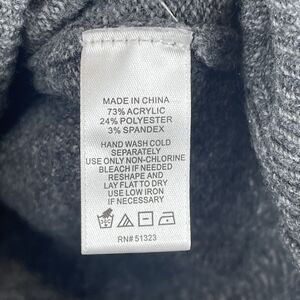 MADE IN CHINA
73% ACRYLIC
24% POLYESTER
3% SPANDEX
HAND WASH COLD
SEPARATELY
USE ONLY NON-CHLORINE
BLEACH IF NEEDED
RESHAPE AND
LAY FLAT TO DRY
USE LOW IRON
IF NECESSARY
RN# 51323